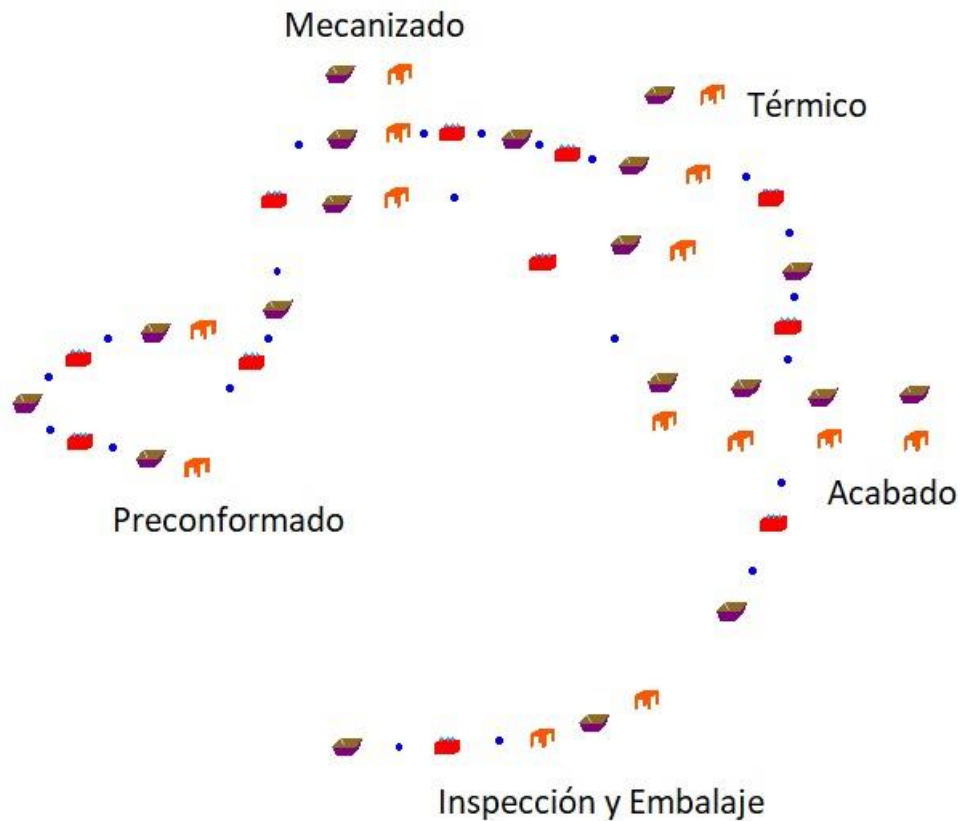 Mecanizado
Térmico
Acabado
Preconformado
Inspección y Embalaje